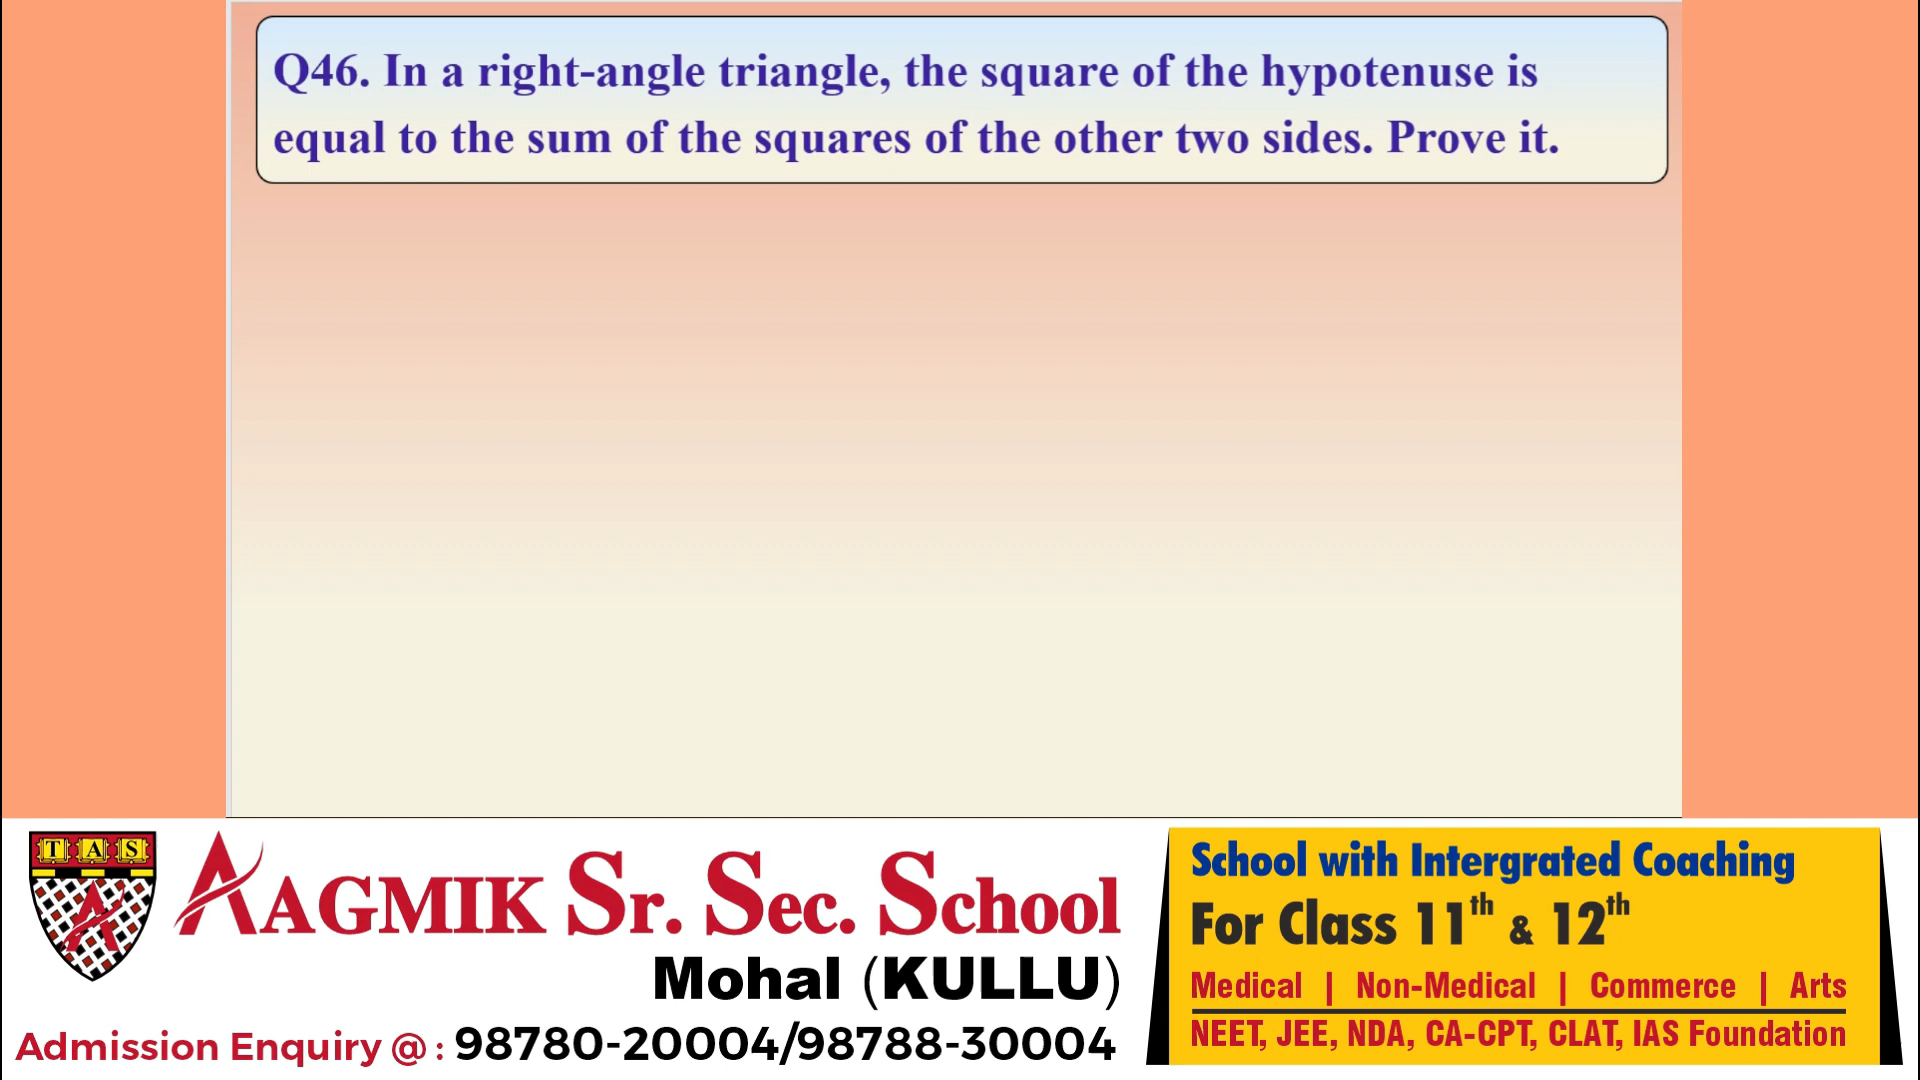 Q46. In a right-angle triangle, the square of the hypotenuse is
equal to the sum of the squares of the other two sides. Prove it.
T A S
AAGMIK Sr. Sec. School
Mohal (KULLU)
Admission Enquiry @ : 98780-20004/98788-30004
School with Intergrated Coaching
For Class 11th & 12th
Medical | Non-Medical | Commerce | Arts
NEET, JEE, NDA, CA-CPT, CLAT, IAS Foundation